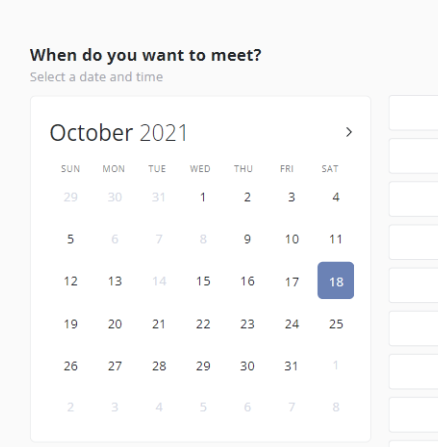 When do you want to meet?
Select a date and time
October 2021
SUN MON TUE WED THU FRI SAT
29 30 31 1 2 3 4
5 6 7 8 9 10 11
12 13 14 15 16 17 18
19 20 21 22 23 24 25
26 27 28 29 30 31 1
2 3 4 5 6 7 8